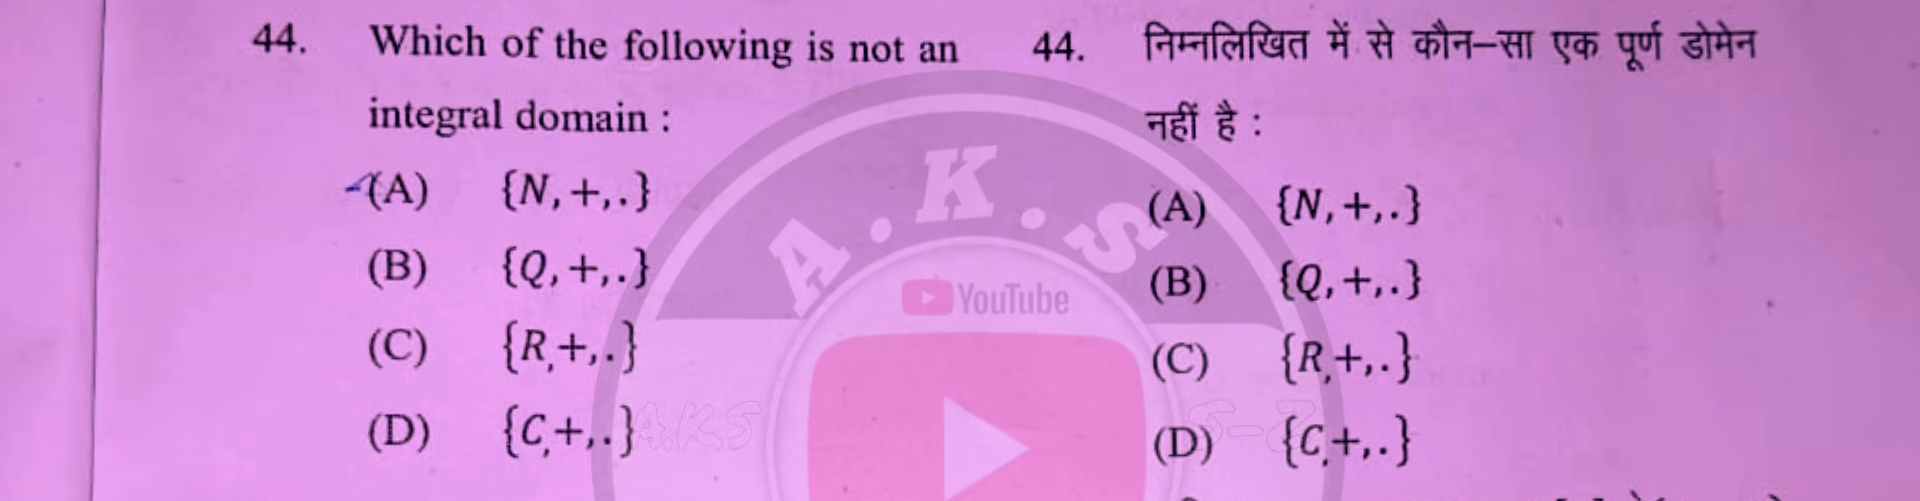 44. Which of the following is not an
integral domain :
(A) {N,+,.}
(B) {Q,+,.}
(C) {R,+,.}
(D) {C,+,.}
44. निम्नलिखित में से कौन–सा एक पूर्ण डोमेन
नहीं है :
(A) {N,+,.}
(B) {Q,+,.}
(C) {R,+,.}
(D) {C,+,.}
A.K.S
YouTube
A.K.S